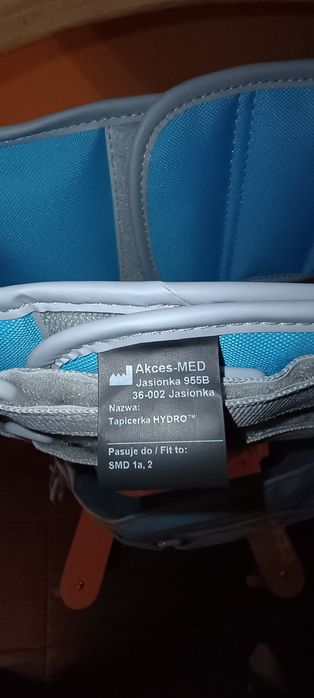 Akces-MED
Jasionka 955B
36-002 Jasionka
Nazwa:
Tapicerka HYDRO™
Pasuje do / Fit to:
SMD 1a, 2